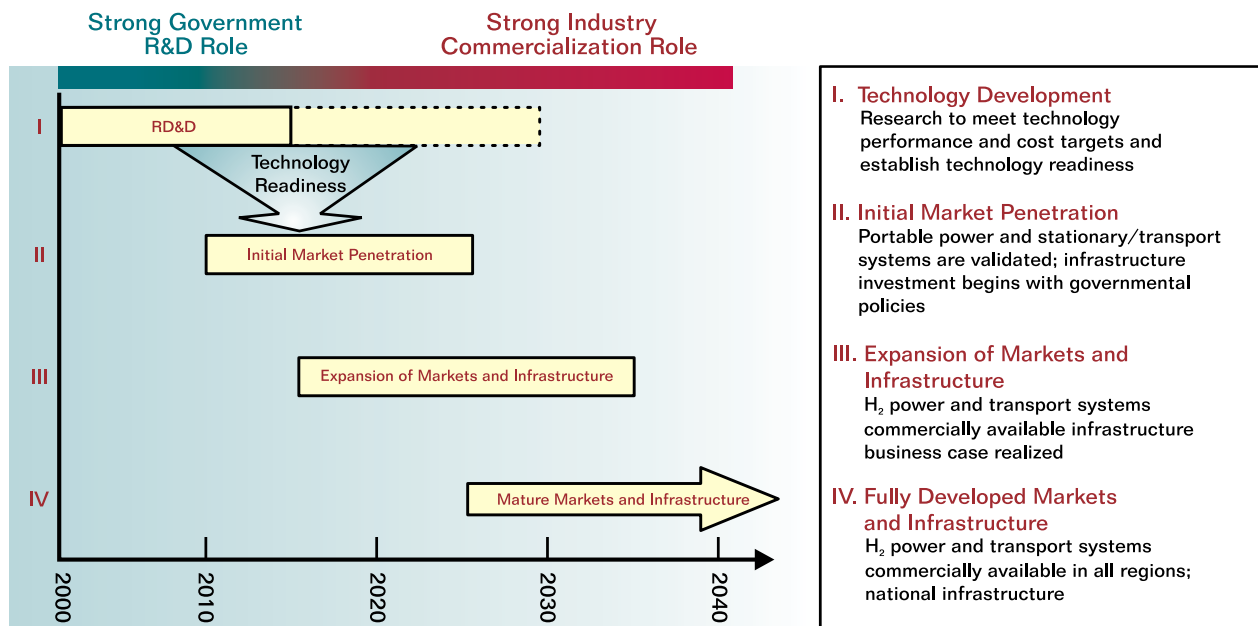 Strong Government
R&D Role
Strong Industry
Commercialization Role
I
RD&D
Technology
Readiness
II
Initial Market Penetration
III
Expansion of Markets and Infrastructure
IV
Mature Markets and Infrastructure
2000
2010
2020
2030
2040
I. Technology Development
Research to meet technology
performance and cost targets and
establish technology readiness
II. Initial Market Penetration
Portable power and stationary/transport
systems are validated; infrastructure
investment begins with governmental
policies
III. Expansion of Markets and
Infrastructure
H₂ power and transport systems
commercially available infrastructure
business case realized
IV. Fully Developed Markets
and Infrastructure
H₂ power and transport systems
commercially available in all regions;
national infrastructure